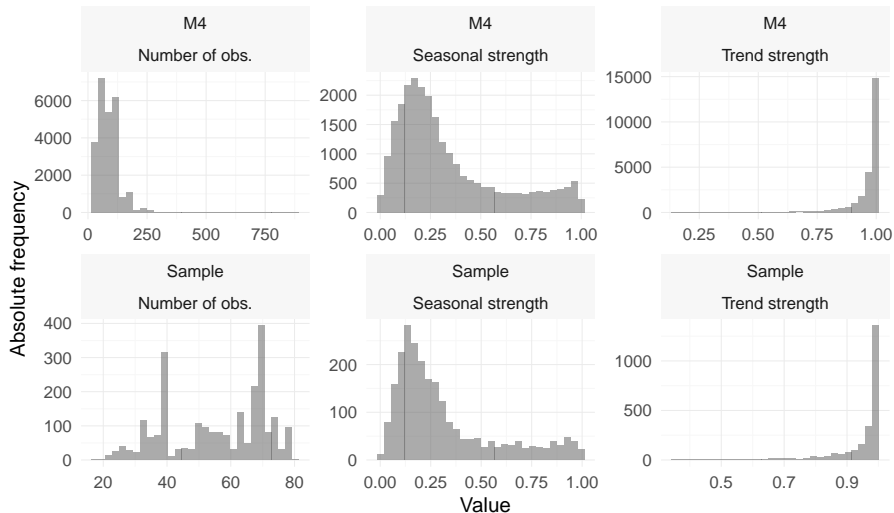 M4 M4 M4
Number of obs. Seasonal strength Trend strength
6000 4000 2000 0
0 250 500 750
2000 1500 1000 500 0
0.00 0.25 0.50 0.75 1.00
15000 10000 5000 0
0.25 0.50 0.75 1.00
Absolute frequency
Sample Sample Sample
Number of obs. Seasonal strength Trend strength
400 300 200 100 0
20 40 60 80
200 100 0
0.00 0.25 0.50 0.75 1.00
1000 500 0
0.5 0.7 0.9
Value